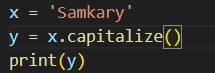 x = 'Samkary'
y = x.capitalize()
print(y)